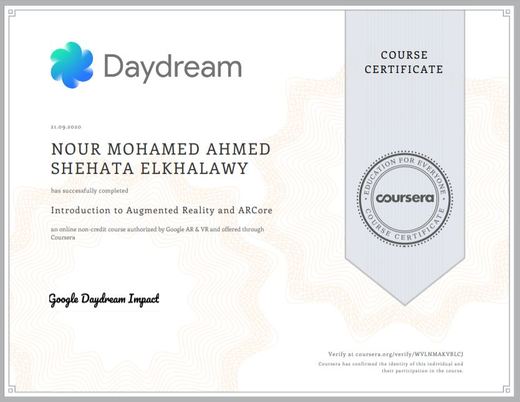 Daydream
COURSE
CERTIFICATE
21.09.2020
NOUR MOHAMED AHMED
SHEHATA ELKHALAWY
has successfully completed
Introduction to Augmented Reality and ARCore
an online non-credit course authorized by Google AR & VR and offered through
Coursera
EDUCATION FOR EVERYONE
coursera
COURSE CERTIFICATE
Google Daydream Impact
Verify at coursera.org/verify/WVLNMAKVBLCJ
Coursera has confirmed the identity of this individual and
their participation in the course.